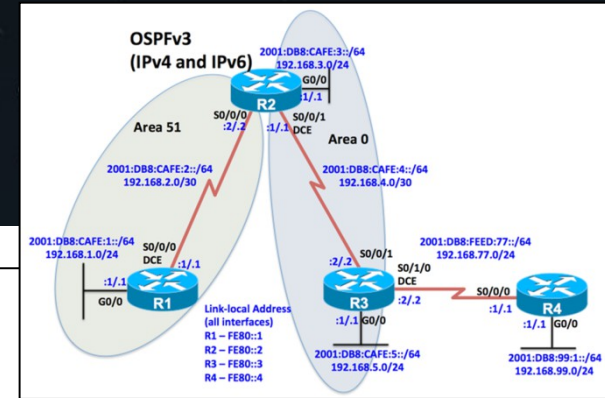 OSPFv3
(IPv4 and IPv6)
2001:DB8:CAFE:3::/64
192.168.3.0/24
G0/0
:1/.1
R2
S0/0/0
:2/.2
:1/.1
S0/0/1
DCE
Area 51
Area 0
2001:DB8:CAFE:2::/64
192.168.2.0/30
2001:DB8:CAFE:4::/64
192.168.4.0/30
2001:DB8:CAFE:1::/64
192.168.1.0/24
S0/0/0
DCE
:1/.1
:1/.1
G0/0
R1
Link-local Address
(all interfaces)
R1 – FE80::1
R2 – FE80::2
R3 – FE80::3
R4 – FE80::4
S0/0/1
:2/.2
R3
:1/.1
G0/0
2001:DB8:CAFE:5::/64
192.168.5.0/24
2001:DB8:FEED:77::/64
192.168.77.0/24
S0/1/0
DCE
:2/.2
S0/0/0
:1/.1
R4
:1/.1
G0/0
2001:DB8:99:1::/64
192.168.99.0/24